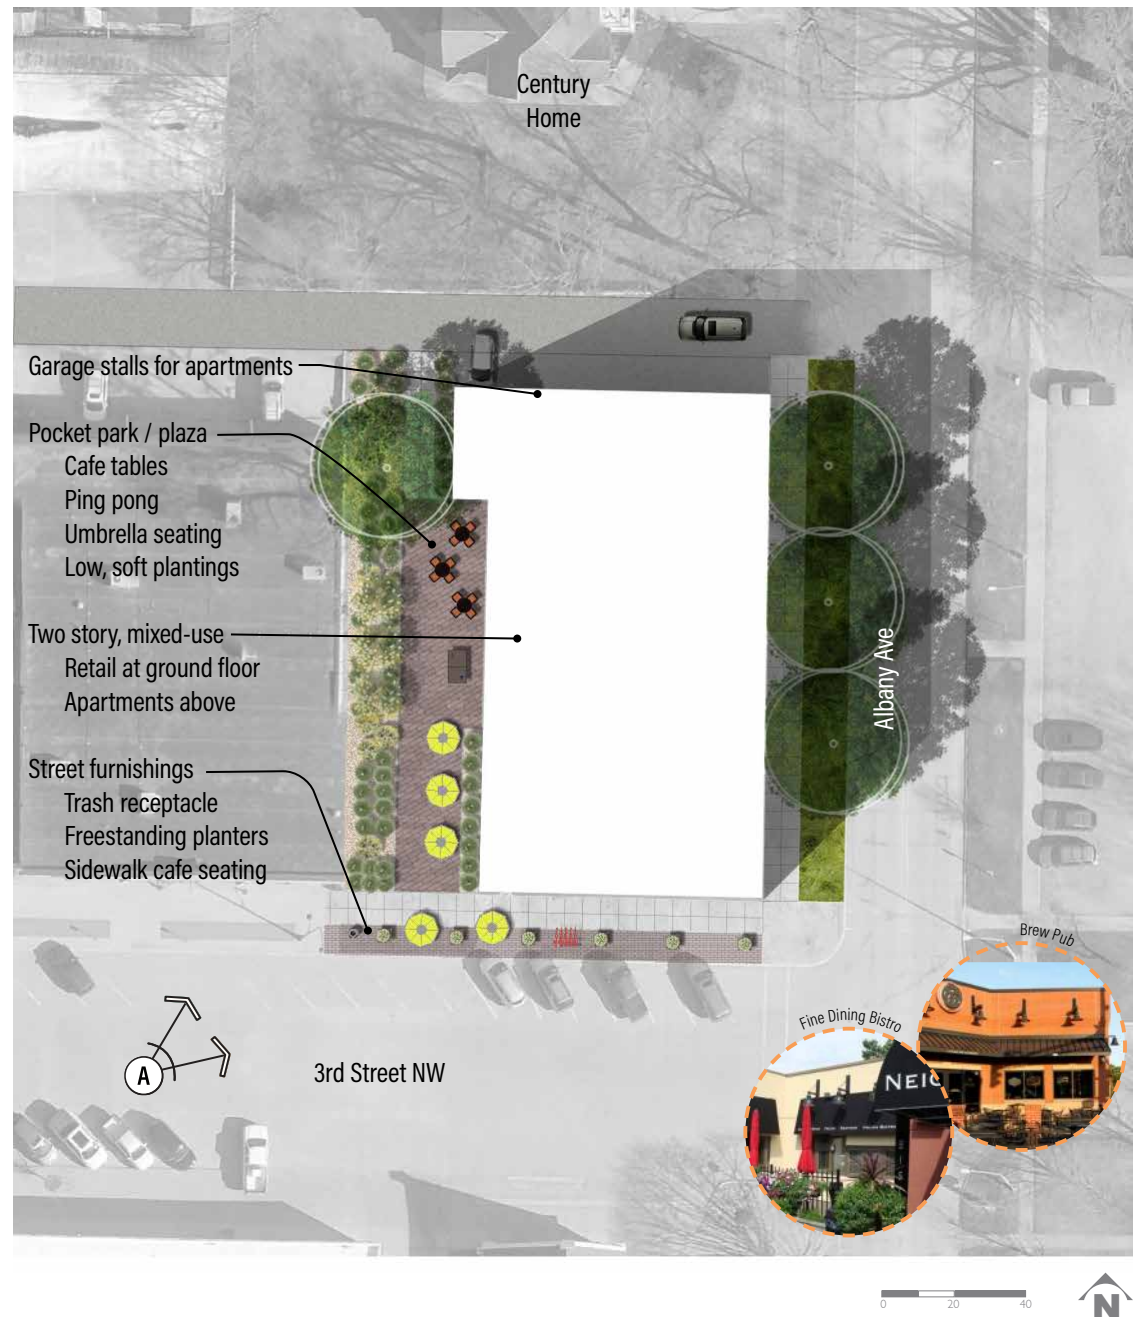 Century
Home
Garage stalls for apartments
Pocket park / plaza
Cafe tables
Ping pong
Umbrella seating
Low, soft plantings
Two story, mixed-use
Retail at ground floor
Apartments above
Albany Ave
Street furnishings
Trash receptacle
Freestanding planters
Sidewalk cafe seating
Brew Pub
Fine Dining Bistro
NEIG
A
3rd Street NW
0 20 40
N